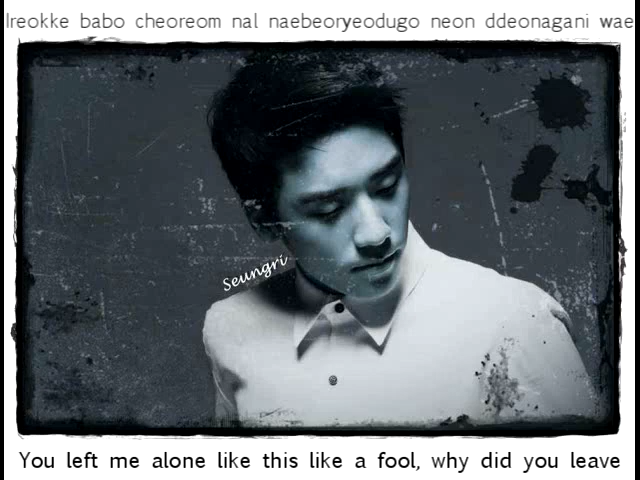 Ireokke babo cheoreom nal naebeoryeodugo neon ddeonagani wae
Seungri
You left me alone like this like a fool, why did you leave